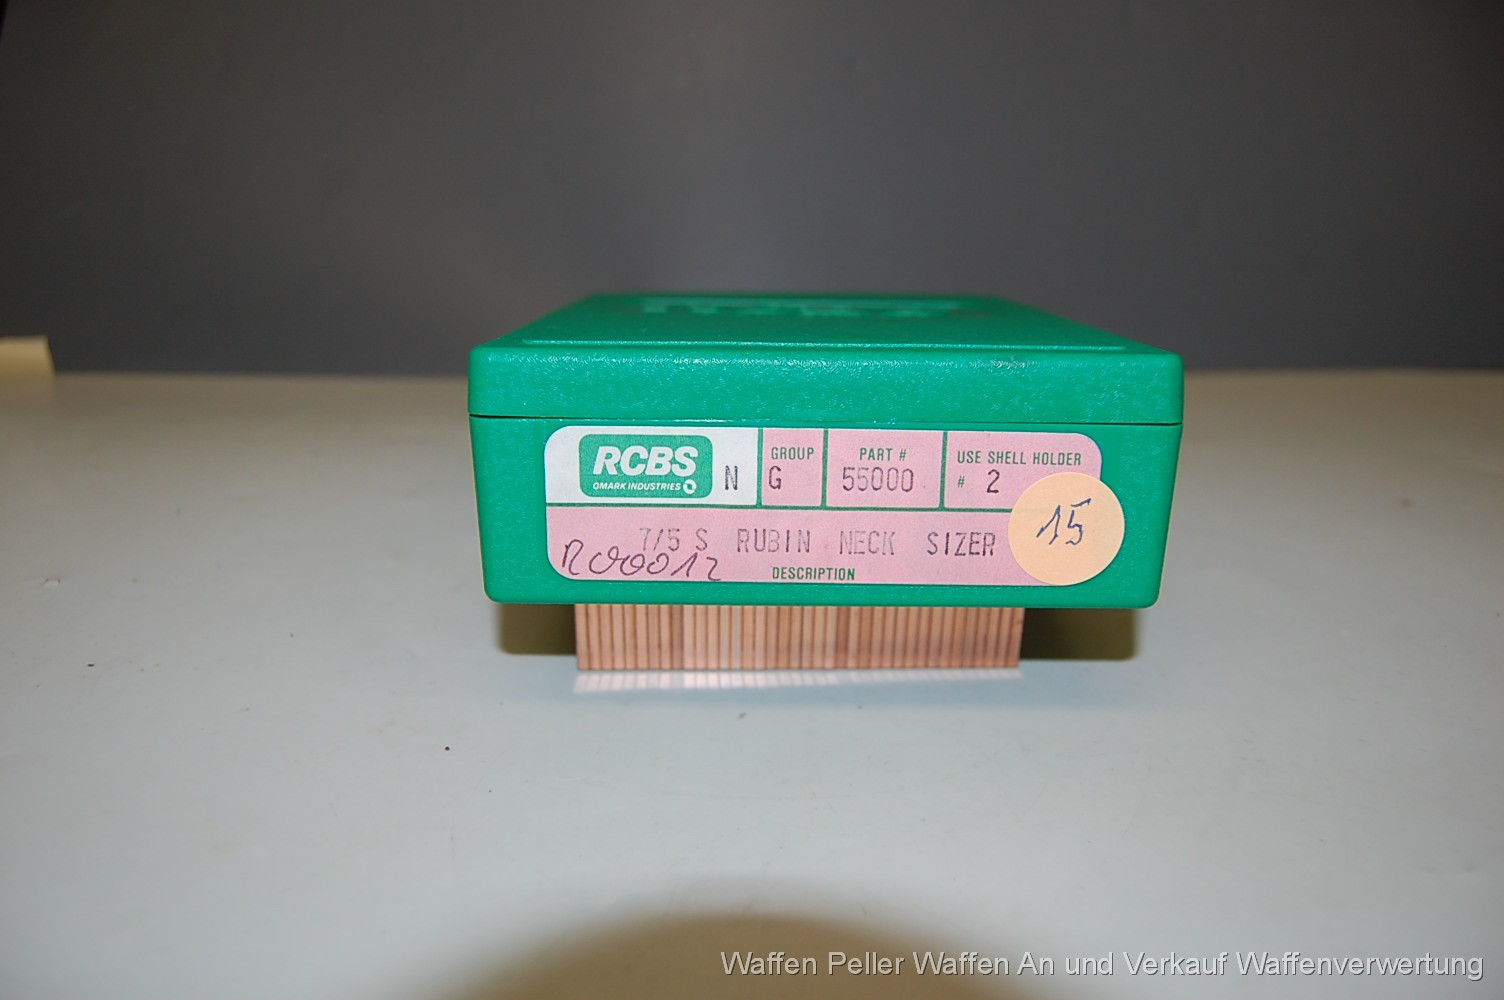 RCBS
OMARK INDUSTRIES
N
GROUP
G
PART #
55000
USE SHELL HOLDER
# 2
7/5 S RUBIN NECK SIZER
15
DESCRIPTION
Waffen Peller Waffen An und Verkauf Waffenverwertung